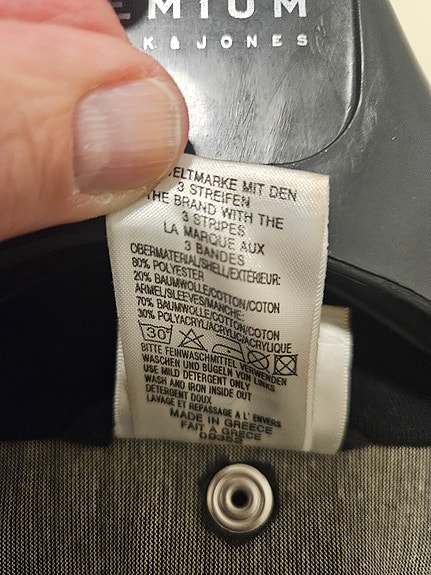 EMIUM
K & JONES
ELTMARKE MIT DEN
3 STREIFEN
THE BRAND WITH THE
3 STRIPES
LA MARQUE AUX
3 BANDES
OBERMATERIAL/SHELL/EXTÉRIEUR:
80% POLYESTER
20% BAUMWOLLE/COTTON/COTON
ARMEL/SLEEVES/MANCHE:
70% BAUMWOLLE/COTTON/COTON
30% POLYACRYL/ACRYLIC/ACRYLIQUE
30°
BITTE FEINWASCHMITTEL VERWENDEN
WASCHEN UND BÜGELN VON LINKS
USE MILD DETERGENT ONLY
WASH AND IRON INSIDE OUT
DETERGENT DOUX
LAVAGE ET REPASSAGE A L' ENVERS
MADE IN GREECE
FAIT A GRECE